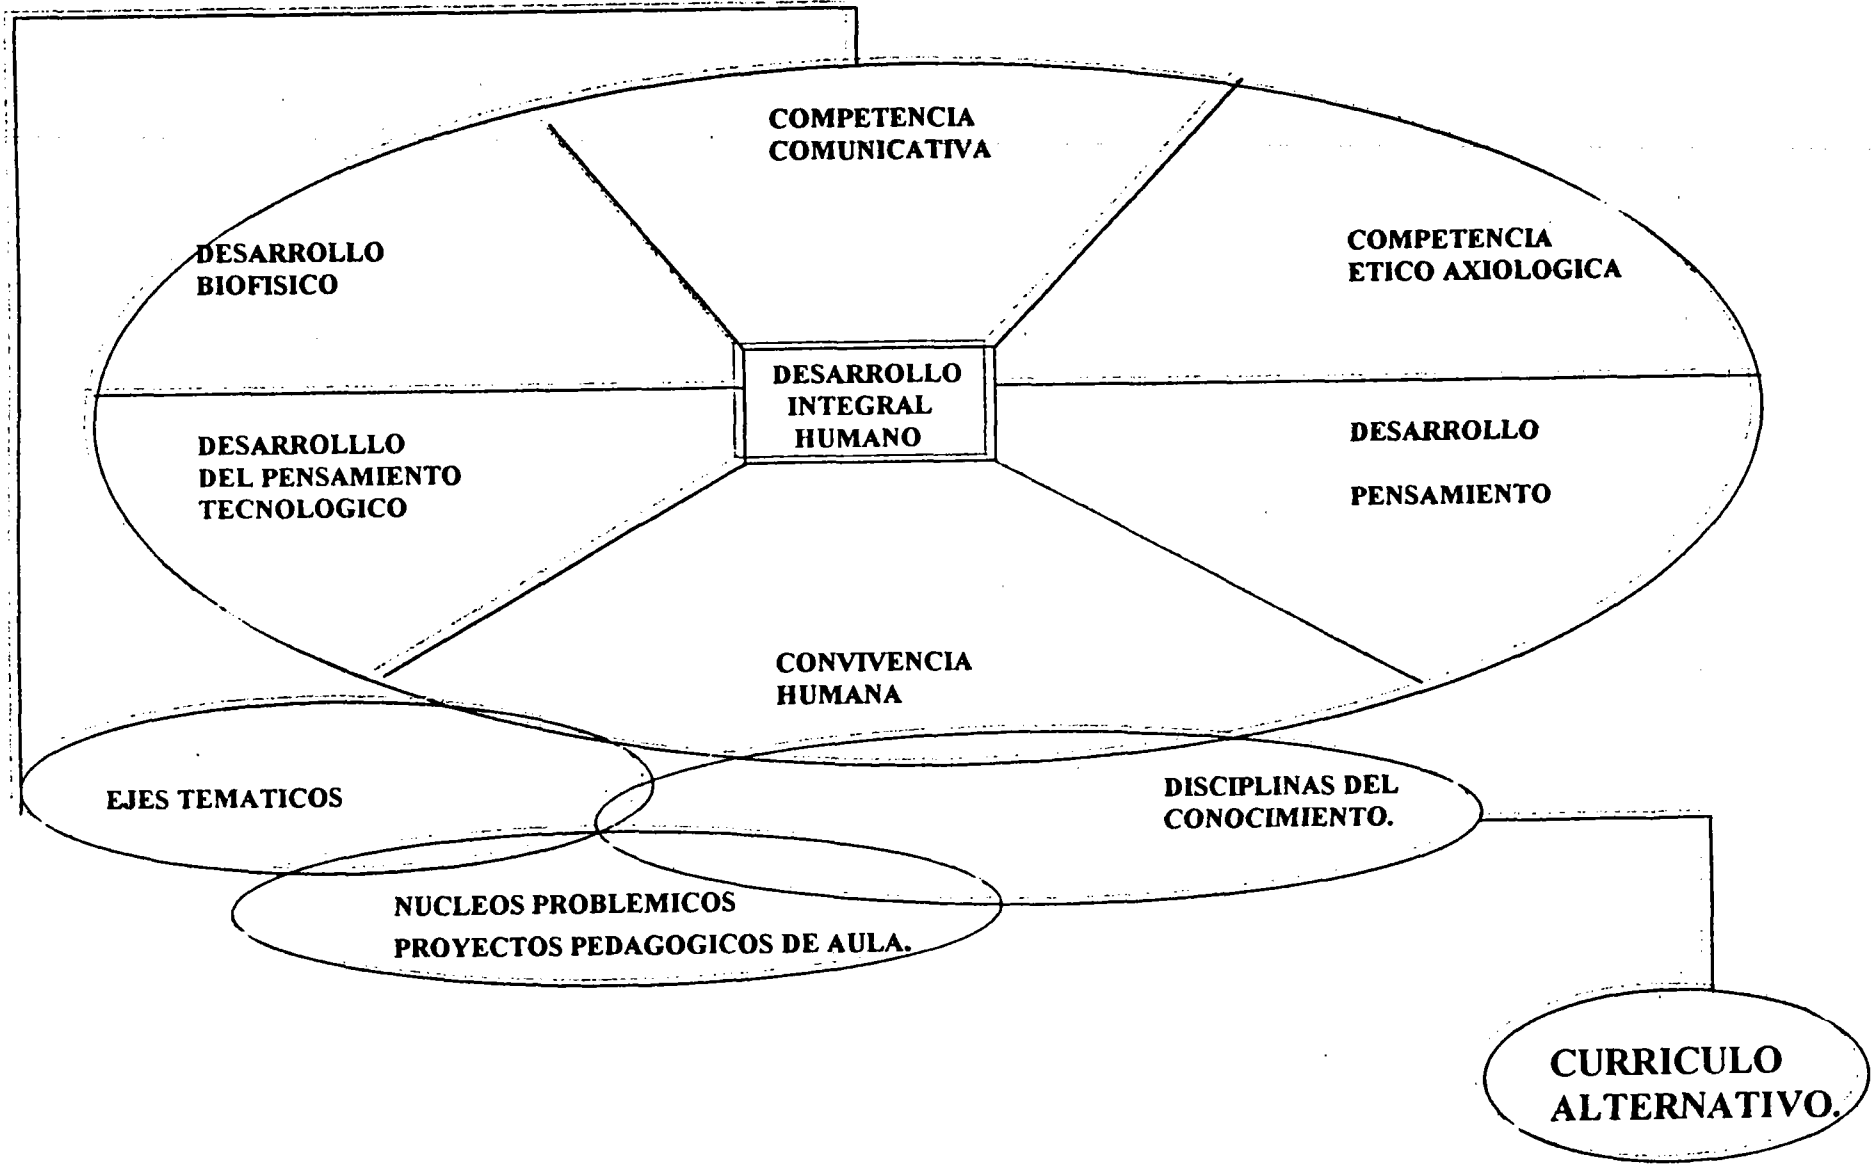 COMPETENCIA
COMUNICATIVA
COMPETENCIA
ETICO AXIOLOGICA
DESARROLLO
BIOFISICO
DESARROLLO
INTEGRAL
HUMANO
DESARROLLLO
DEL PENSAMIENTO
TECNOLOGICO
DESARROLLO
PENSAMIENTO
CONVIVENCIA
HUMANA
EJES TEMATICOS
DISCIPLINAS DEL
CONOCIMIENTO.
NUCLEOS PROBLEMICOS
PROYECTOS PEDAGOGICOS DE AULA.
CURRICULO
ALTERNATIVO.